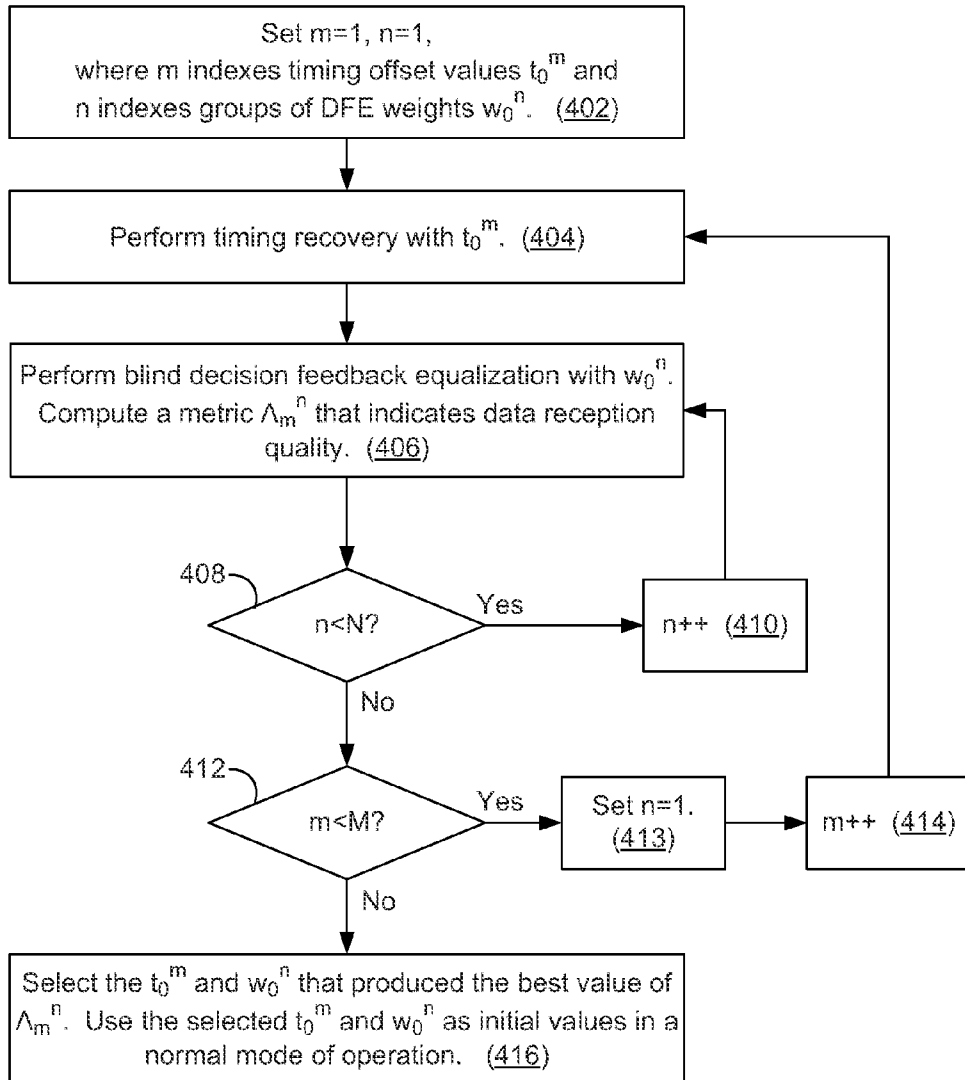 Set m=1, n=1,
where m indexes timing offset values t₀ᵐ and
n indexes groups of DFE weights w₀ⁿ. (402)
Perform timing recovery with t₀ᵐ. (404)
Perform blind decision feedback equalization with w₀ⁿ.
Compute a metric Λₘⁿ that indicates data reception
quality. (406)
408
n<N?
Yes
n++ (410)
No
412
m<M?
Yes
Set n=1.
(413)
m++ (414)
No
Select the t₀ᵐ and w₀ⁿ that produced the best value of
Λₘⁿ. Use the selected t₀ᵐ and w₀ⁿ as initial values in a
normal mode of operation. (416)